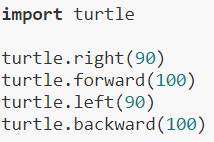 import turtle
turtle.right(90)
turtle.forward(100)
turtle.left(90)
turtle.backward(100)